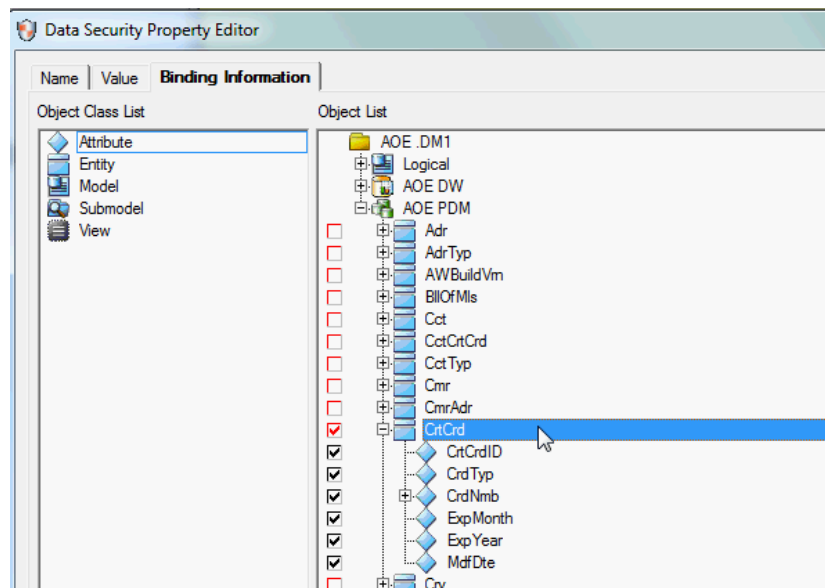 Data Security Property Editor
Name Value Binding Information
Object Class List
Attribute
Entity
Model
Submodel
View
Object List
AOE .DM1
Logical
AOE DW
AOE PDM
Adr
AdrTyp
AWBuildVrn
BllOfMls
Cct
CctCrtCrd
CctTyp
Cmr
CmrAdr
CrtCrd
CrtCrdID
CrdTyp
CrdNmb
ExpMonth
ExpYear
MdfDte
Cry